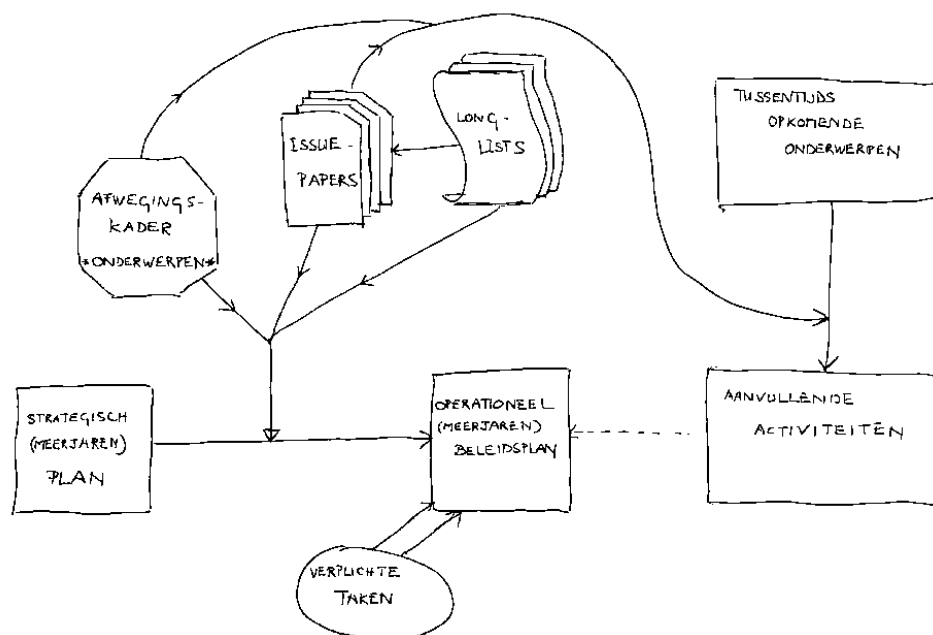 ISSUE-
PAPERS
LONG-
LISTS
TUSSENTIJDS
OPKOMENDE
ONDERWERPEN
AFWEGINGS-
KADER
*ONDERWERPEN*
STRATEGISCH
(MEERJAREN)
PLAN
OPERATIONEEL
(MEERJAREN)
BELEIDSPLAN
AANVULLENDE
ACTIVITEITEN
VERPLICHTE
TAKEN